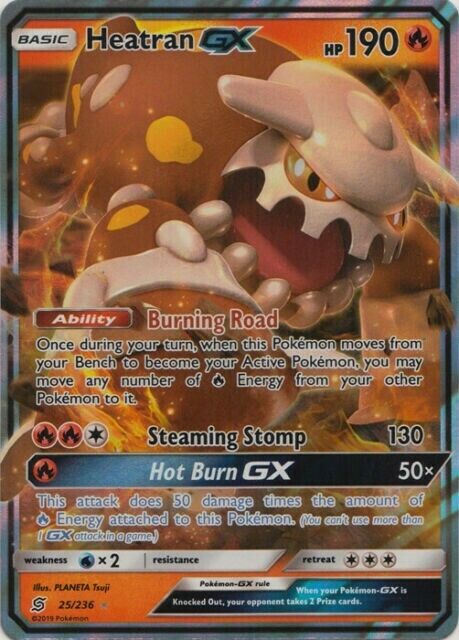 BASIC Heatran GX HP 190
Ability Burning Road
Once during your turn, when this Pokémon moves from
your Bench to become your Active Pokémon, you may
move any number of Energy from your other
Pokémon to it.
Steaming Stomp 130
Hot Burn GX 50×
This attack does 50 damage times the amount of
Energy attached to this Pokémon. (You can't use more than
1 GX attack in a game.)
weakness ×2 resistance retreat
Illus. PLANETA Tsuji
25/236
©2019 Pokémon
Pokémon-GX rule
When your Pokémon-GX is
Knocked Out, your opponent takes 2 Prize cards.